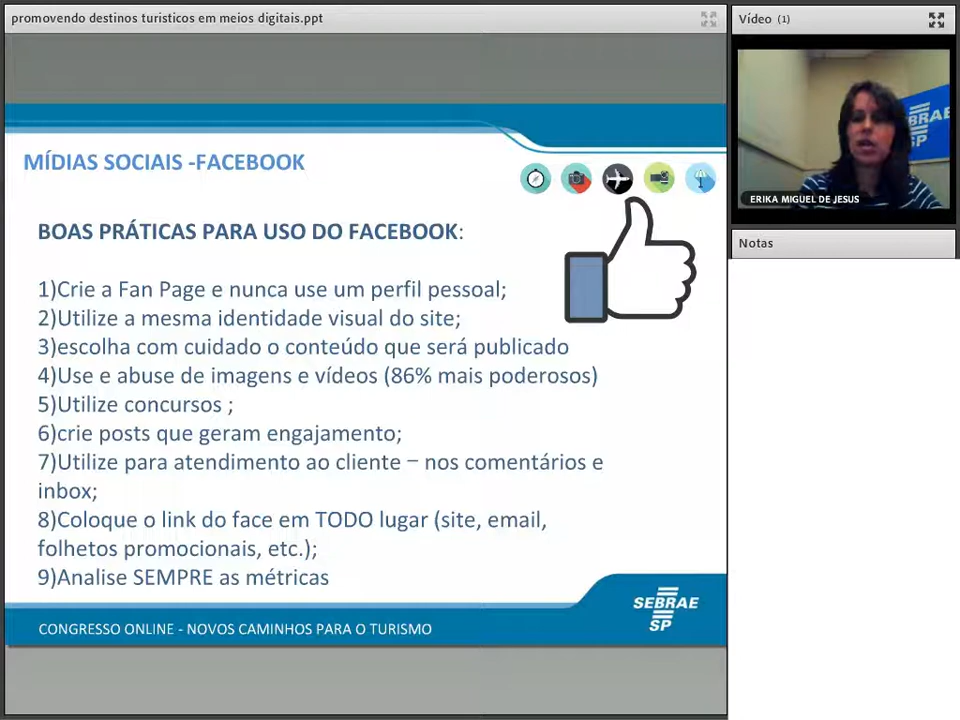 promovendo destinos turisticos em meios digitais.ppt
Vídeo (1)
MÍDIAS SOCIAIS -FACEBOOK
BOAS PRÁTICAS PARA USO DO FACEBOOK:
1)Crie a Fan Page e nunca use um perfil pessoal;
2)Utilize a mesma identidade visual do site;
3)escolha com cuidado o conteúdo que será publicado
4)Use e abuse de imagens e vídeos (86% mais poderosos)
5)Utilize concursos ;
6)crie posts que geram engajamento;
7)Utilize para atendimento ao cliente – nos comentários e
inbox;
8)Coloque o link do face em TODO lugar (site, email,
folhetos promocionais, etc.);
9)Analise SEMPRE as métricas
SEBRAE
SP
CONGRESSO ONLINE - NOVOS CAMINHOS PARA O TURISMO
SEBRAE
SP
ERIKA MIGUEL DE JESUS
Notas